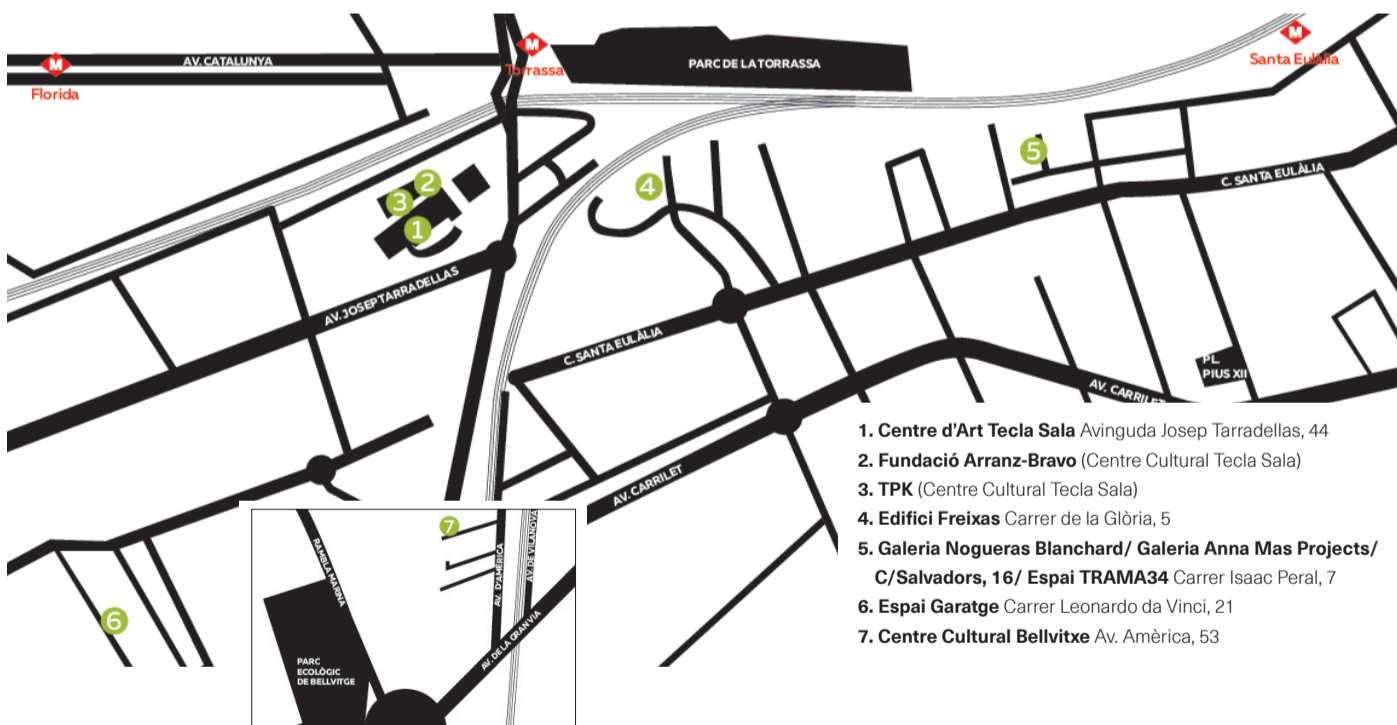 M
AV. CATALUNYA
M
PARC DE LA TORRASSA
M
Florida
Torrassa
Santa Eulàlia
5
2
4
3
1
C. SANTA EULÀLIA
AV. JOSEP TARRADELLAS
C. SANTA EULÀLIA
PL.
PIUS XII
AV. CARRILET
AV. CARRILET
1. Centre d'Art Tecla Sala Avinguda Josep Tarradellas, 44
2. Fundació Arranz-Bravo (Centre Cultural Tecla Sala)
3. TPK (Centre Cultural Tecla Sala)
4. Edifici Freixas Carrer de la Glòria, 5
5. Galeria Nogueras Blanchard/ Galeria Anna Mas Projects/
C/Salvadors, 16/ Espai TRAMA34 Carrer Isaac Peral, 7
6. Espai Garatge Carrer Leonardo da Vinci, 21
7. Centre Cultural Bellvitxe Av. Amèrica, 53
7
6
RAMBLA MARINA
AV. D'AMÈRICA
AV. DE VILANOVA
AV. DE LA GRAN VIA
PARC
ECOLÒGIC
DE BELLVITGE